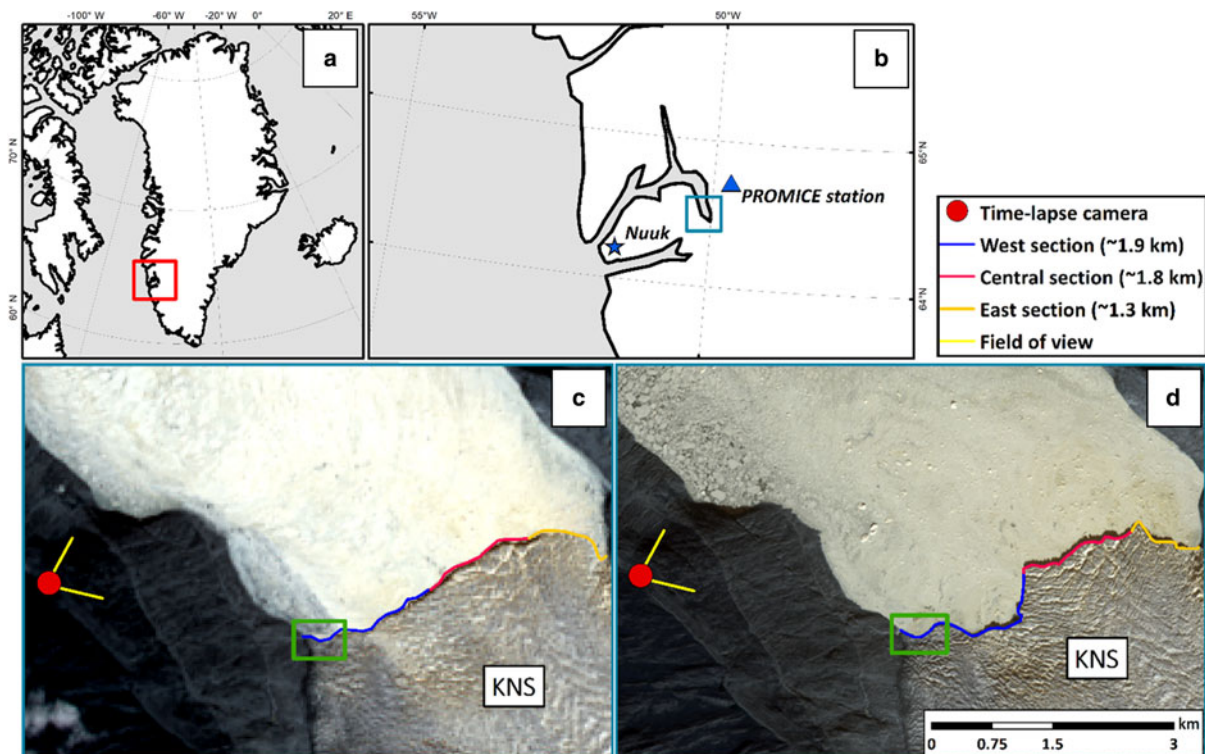 -100° W -60° W -20° W 0° 20° E
a
70° N
60° N
55°W 50°W
b
65°N
64°N
PROMICE station
Nuuk
Time-lapse camera
West section (~1.9 km)
Central section (~1.8 km)
East section (~1.3 km)
Field of view
c
KNS
d
KNS
km
0 0.75 1.5 3